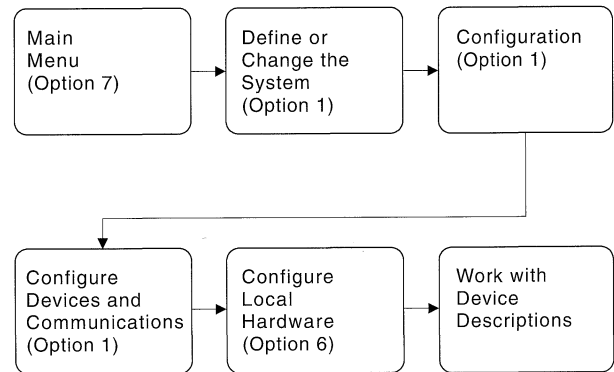 Main
Menu
(Option 7)
Define or
Change the
System
(Option 1)
Configuration
(Option 1)
Configure
Devices and
Communications
(Option 1)
Configure
Local
Hardware
(Option 6)
Work with
Device
Descriptions